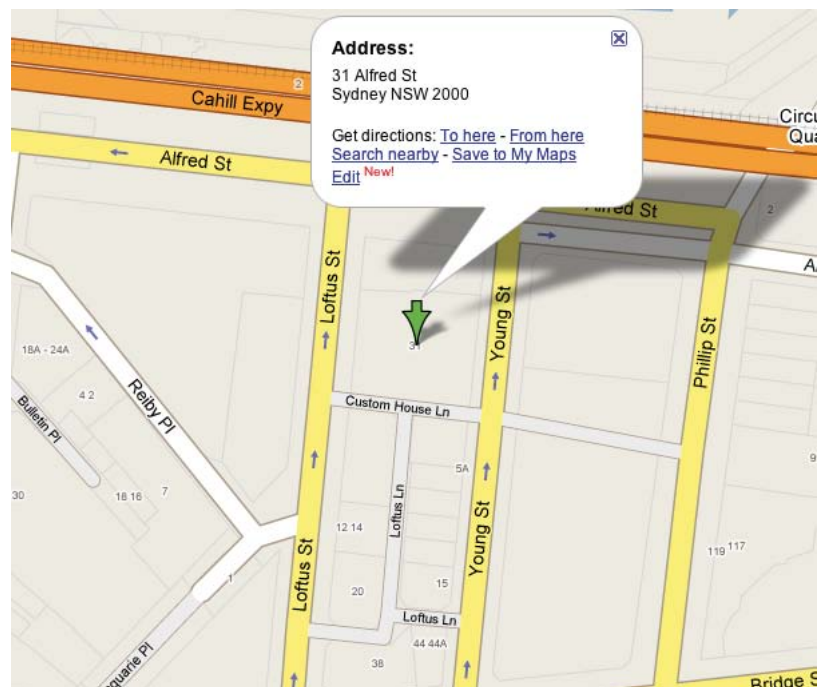 Address:
31 Alfred St
Sydney NSW 2000
Get directions: To here - From here
Search nearby - Save to My Maps
Edit New!
2
Cahill Expy
Circu
Qua
Alfred St
Alfred St
2
A
Loftus St
Young St
Phillip St
31
18A - 24A
4 2
Reiby Pl
Bulletin Pl
Custom House Ln
30
18 16
7
5A
9
Loftus Ln
12 14
119 117
Loftus St
Young St
1
20
15
Loftus Ln
quarie Pl
38
44 44A
Bridge S